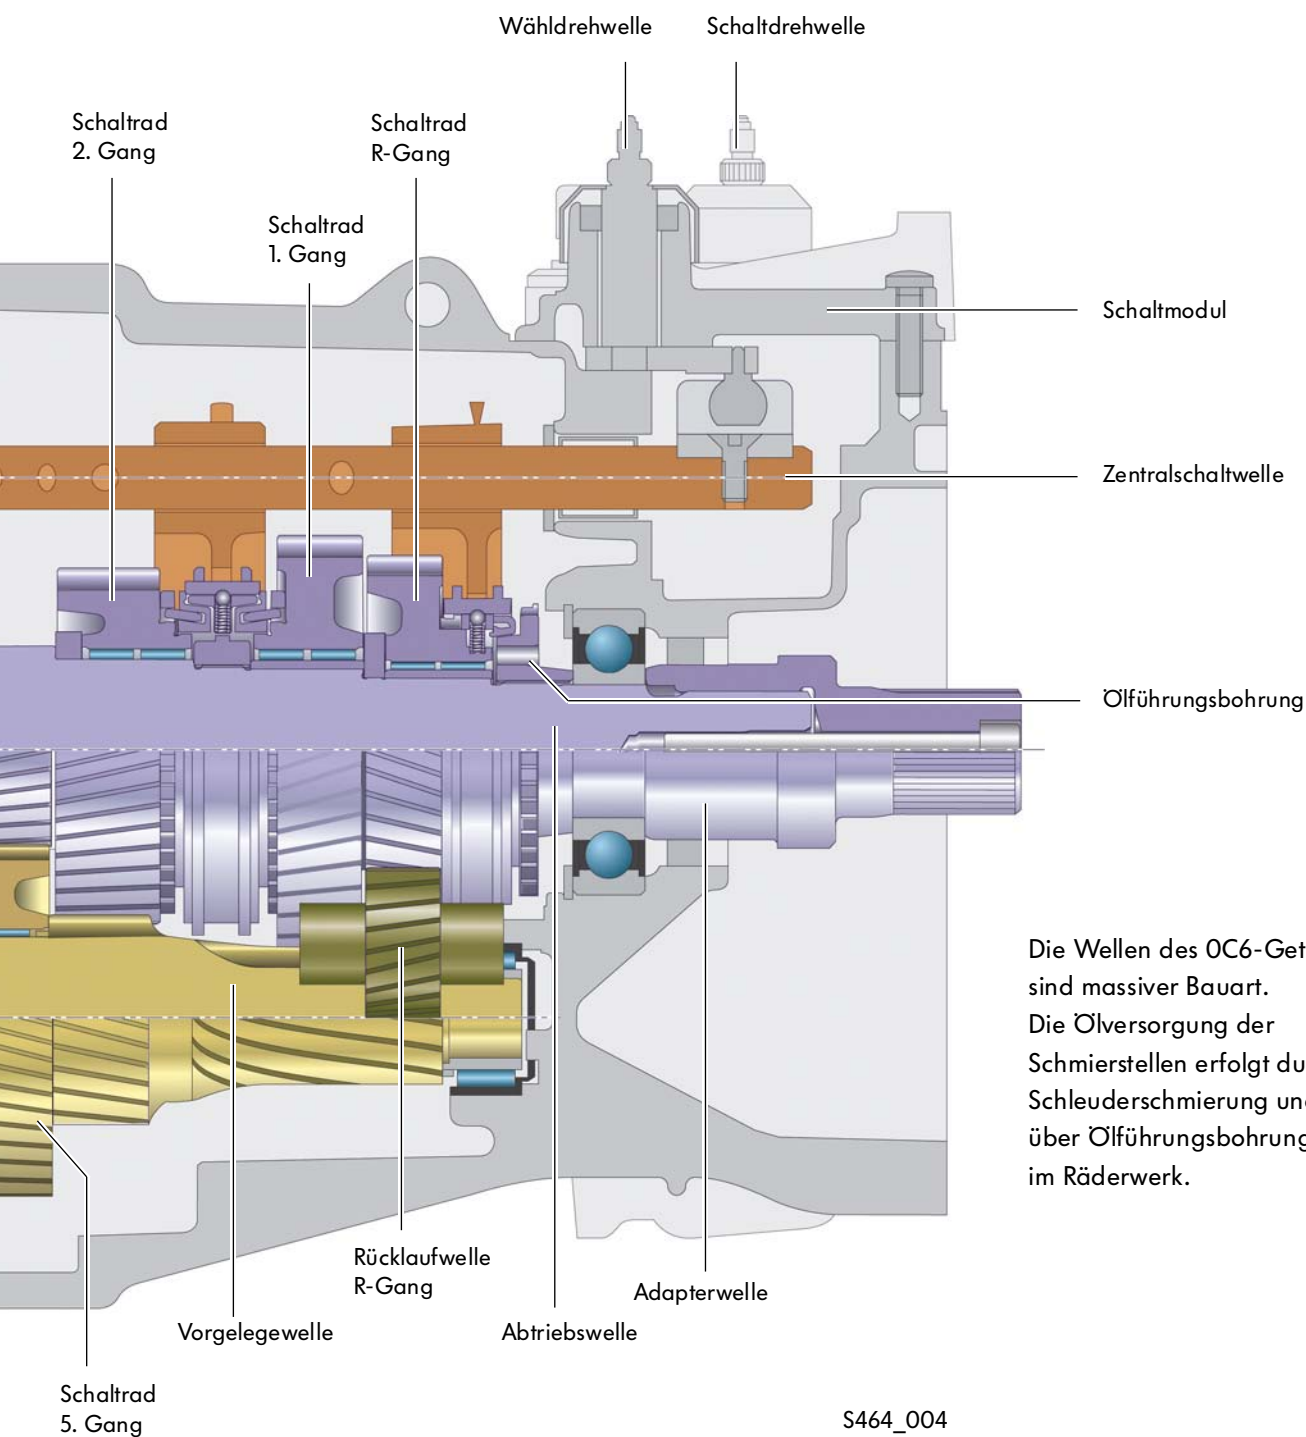 Wähldrehwelle
Schaltdrehwelle
Schaltrad
2. Gang
Schaltrad
R-Gang
Schaltrad
1. Gang
Schaltmodul
Zentralschaltwelle
Ölführungsbohrung
Die Wellen des 0C6-Get
sind massiver Bauart.
Die Ölversorgung der
Schmierstellen erfolgt du
Schleuderschmierung un
über Ölführungsbohrung
im Räderwerk.
Rücklaufwelle
R-Gang
Adapterwelle
Vorgelegewelle
Abtriebswelle
Schaltrad
5. Gang
S464_004